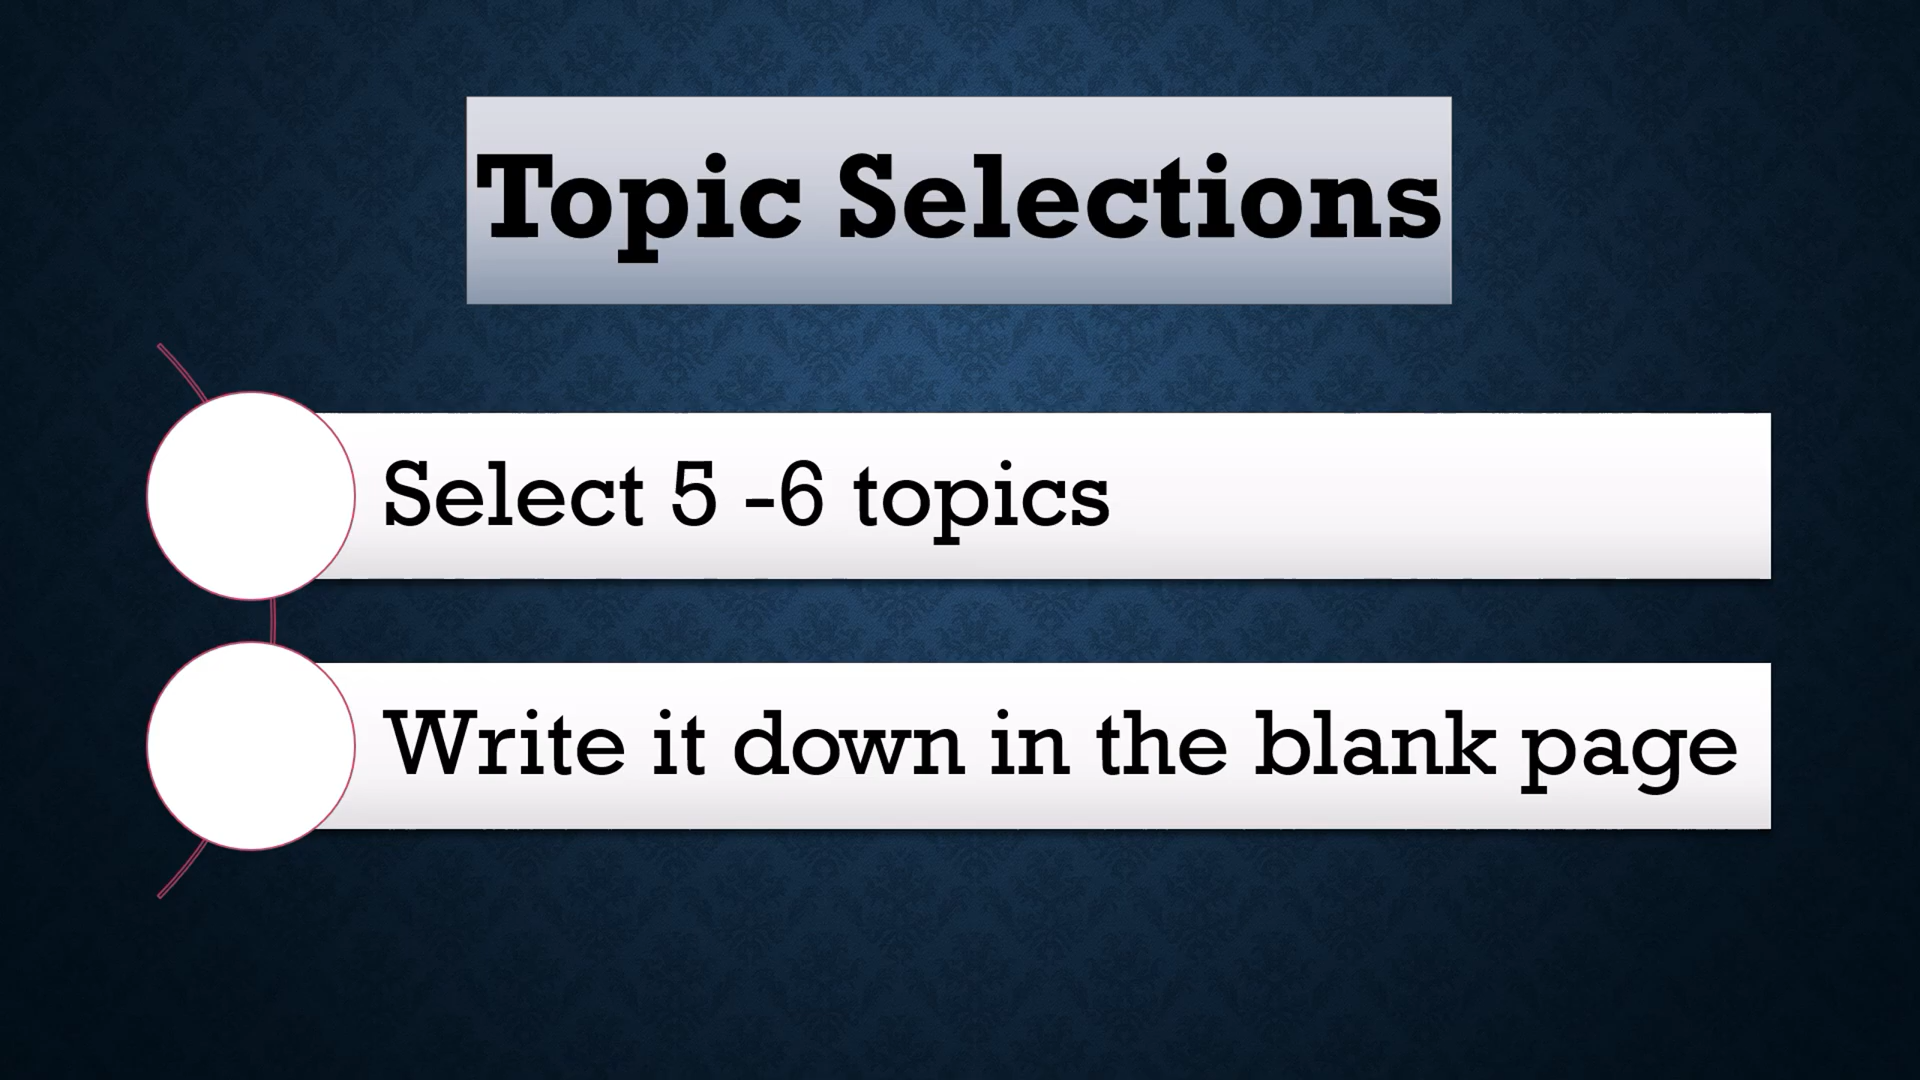 Topic Selections
Select 5 -6 topics
Write it down in the blank page